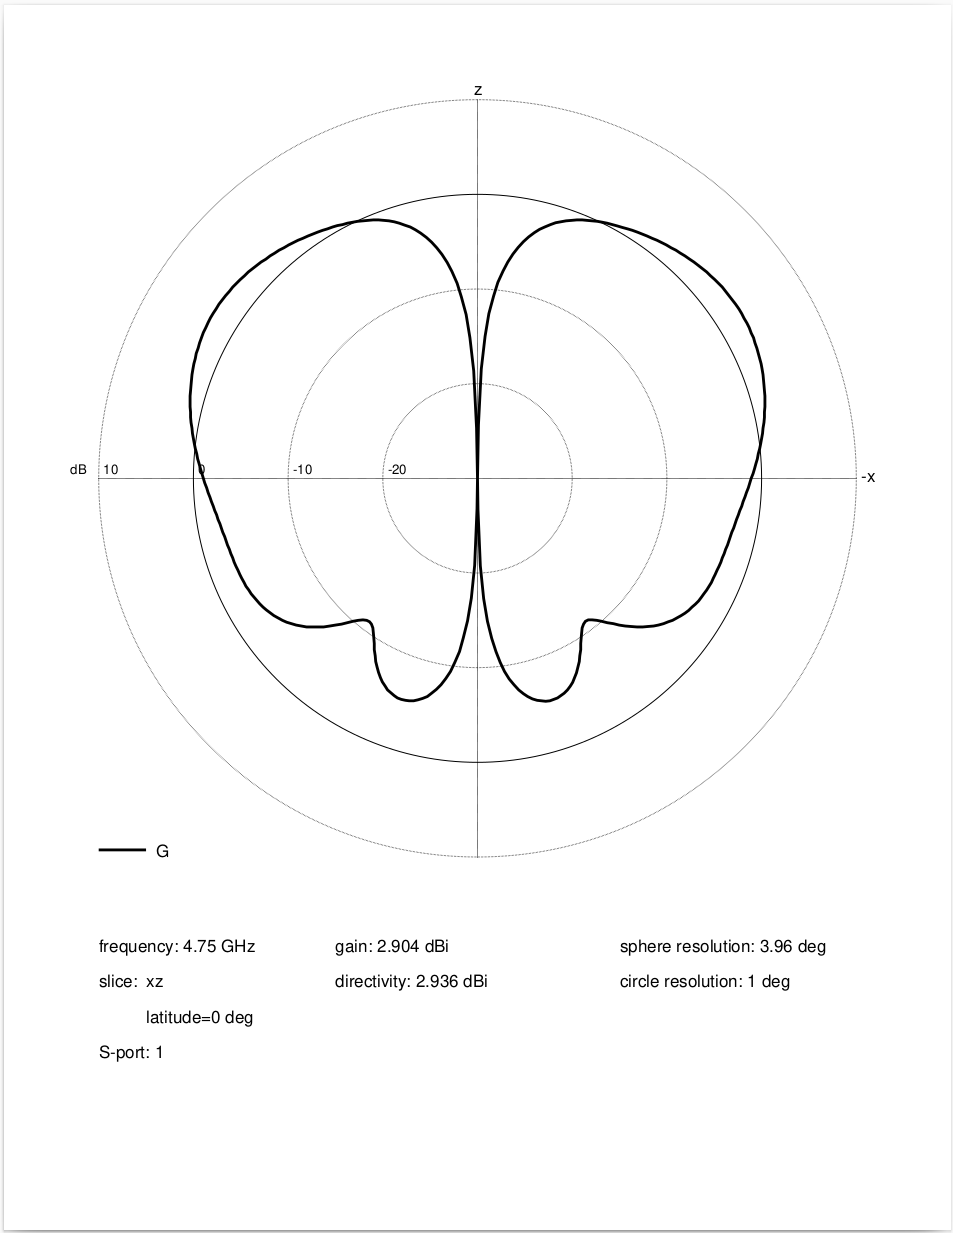 z
dB 10 0 -10 -20 -x
G
frequency: 4.75 GHz gain: 2.904 dBi sphere resolution: 3.96 deg
slice: xz directivity: 2.936 dBi circle resolution: 1 deg
latitude=0 deg
S-port: 1